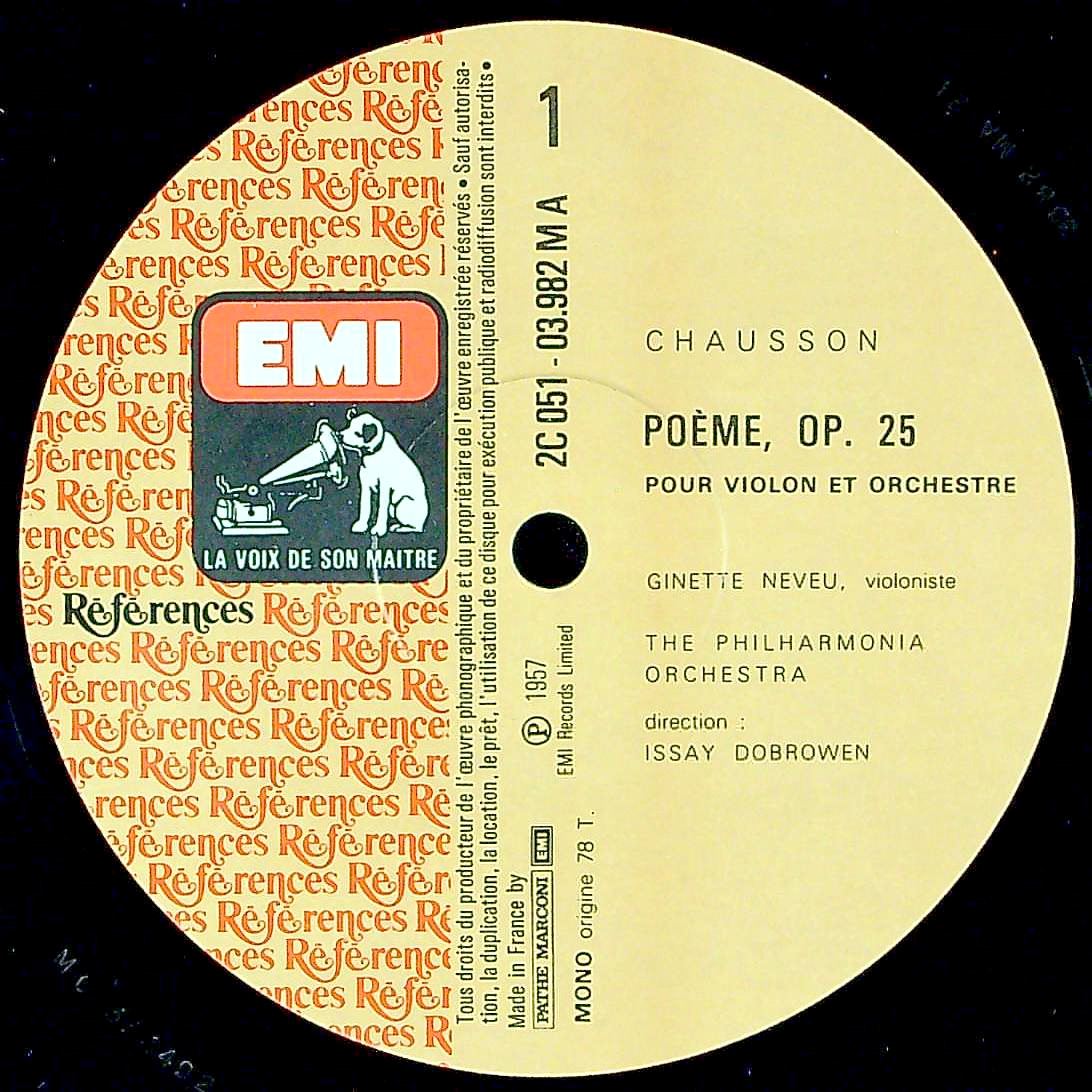 Références
EMI
LA VOIX DE SON MAITRE
Tous droits du producteur de l'œuvre phonographique et du propriétaire de l'œuvre enregistrée réservés • Sauf autorisa-
tion, la duplication, la location, le prêt, l'utilisation de ce disque pour exécution publique et radiodiffusion sont interdits •
Made in France by
PATHE MARCONI EMI
1
2C 051 - 03.982 M A
Ⓟ 1957
EMI Records Limited
MONO origine 78 T.
CHAUSSON
POÈME, OP. 25
POUR VIOLON ET ORCHESTRE
GINETTE NEVEU, violoniste
THE PHILHARMONIA
ORCHESTRA
direction :
ISSAY DOBROWEN